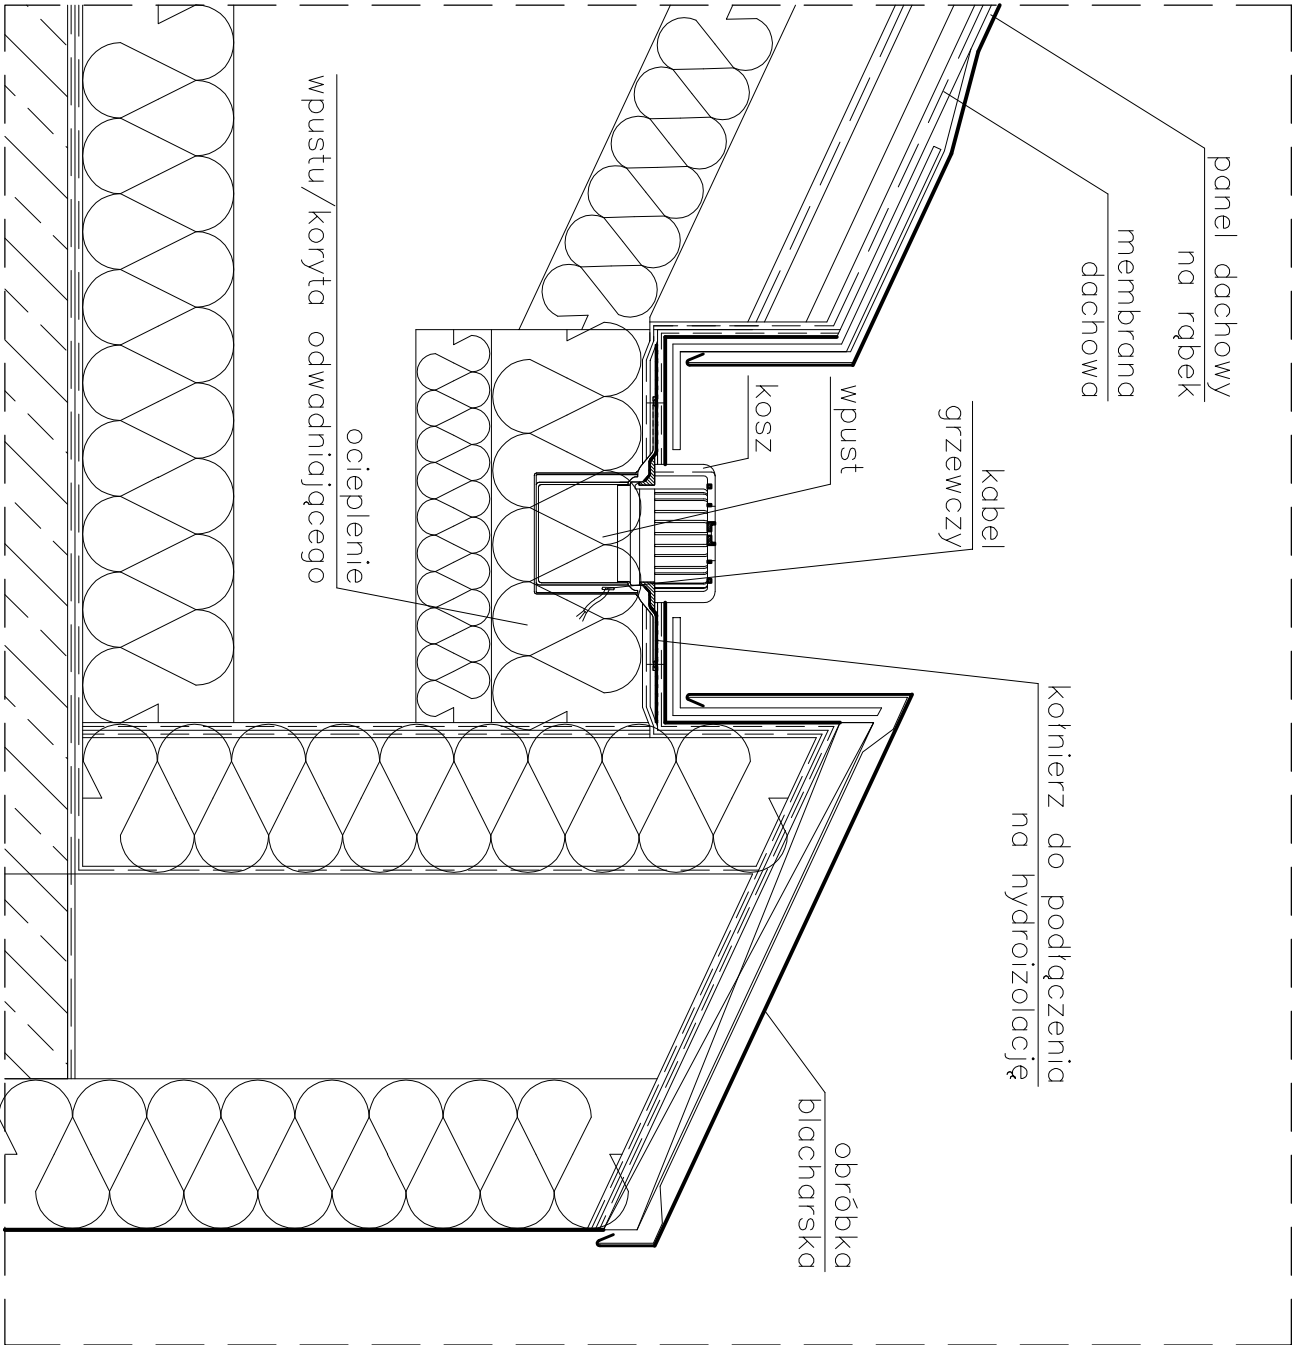 panel dachowy
na rąbek
membrana
dachowa
kabel
grzewczy
wpust
kosz
kołnierz do podłączenia
na hydroizolację
obróbka
blacharska
ocieplenie
wpustu/koryta odwadniającego